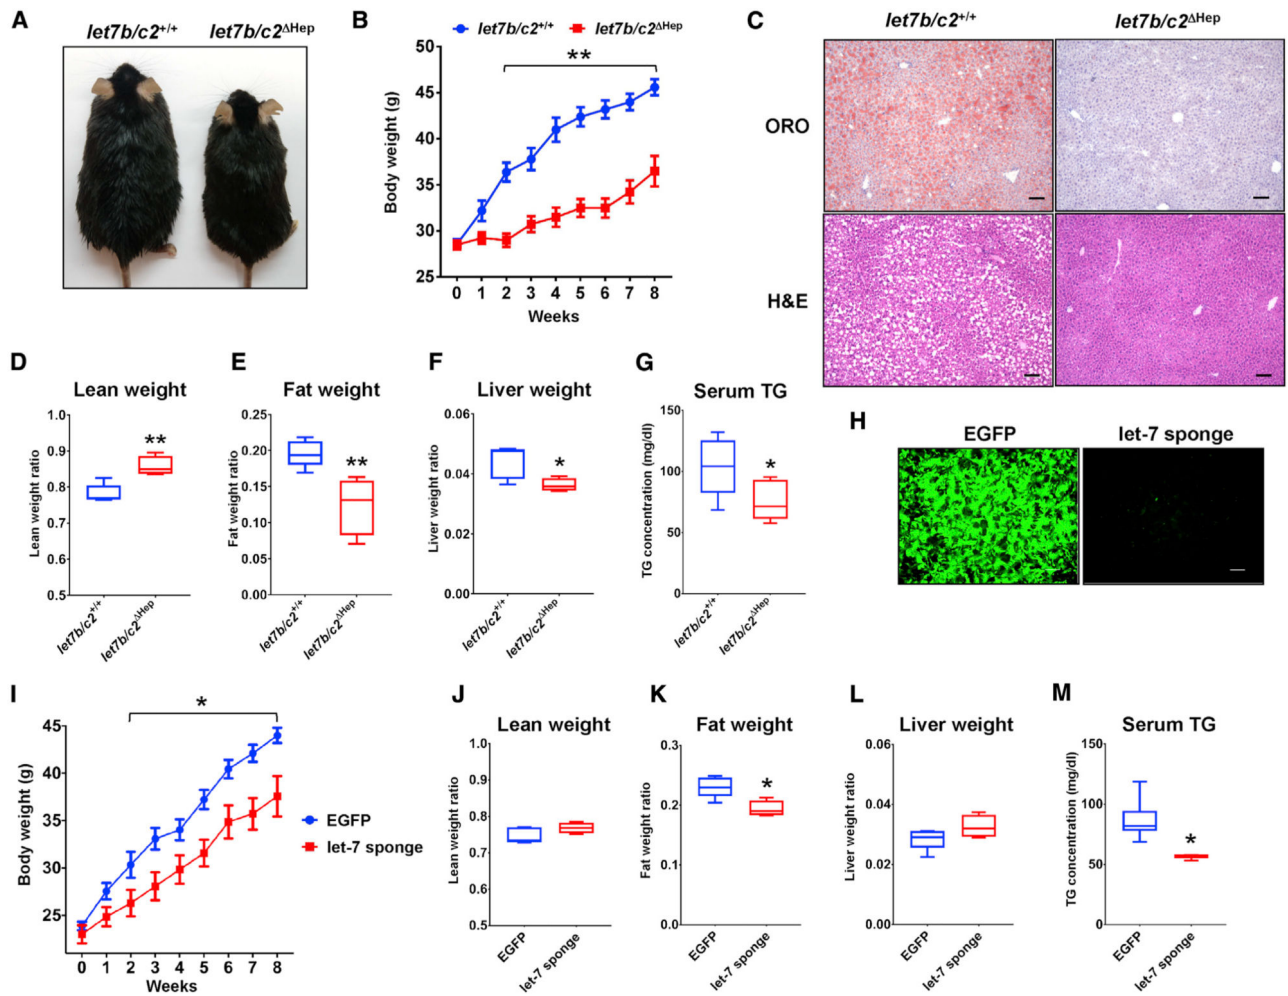 A
let7b/c2+/+ let7b/c2ΔHep
B
let7b/c2+/+ let7b/c2ΔHep
**
50
45
40
35
30
25
Body weight (g)
0 1 2 3 4 5 6 7 8
Weeks
C
let7b/c2+/+ let7b/c2ΔHep
ORO
H&E
D
Lean weight
1.0
0.9
0.8
0.7
0.6
0.5
Lean weight ratio
**
let7b/c2+/+
let7b/c2ΔHep
E
Fat weight
0.25
0.20
0.15
0.10
0.05
0.00
Fat weight ratio
**
let7b/c2+/+
let7b/c2ΔHep
F
Liver weight
0.06
0.04
0.02
0.00
Liver weight ratio
*
let7b/c2+/+
let7b/c2ΔHep
G
Serum TG
150
100
50
0
TG concentration (mg/dl)
*
let7b/c2+/+
let7b/c2ΔHep
H
EGFP let-7 sponge
I
*
45
40
35
30
25
Body weight (g)
0 1 2 3 4 5 6 7 8
Weeks
EGFP
let-7 sponge
J
Lean weight
1.0
0.9
0.8
0.7
0.6
0.5
Lean weight ratio
EGFP
let-7 sponge
K
Fat weight
0.3
0.2
0.1
0.0
Fat weight ratio
*
EGFP
let-7 sponge
L
Liver weight
0.06
0.04
0.02
0.00
Liver weight ratio
EGFP
let-7 sponge
M
Serum TG
150
100
50
0
TG concentration (mg/dl)
*
EGFP
let-7 sponge